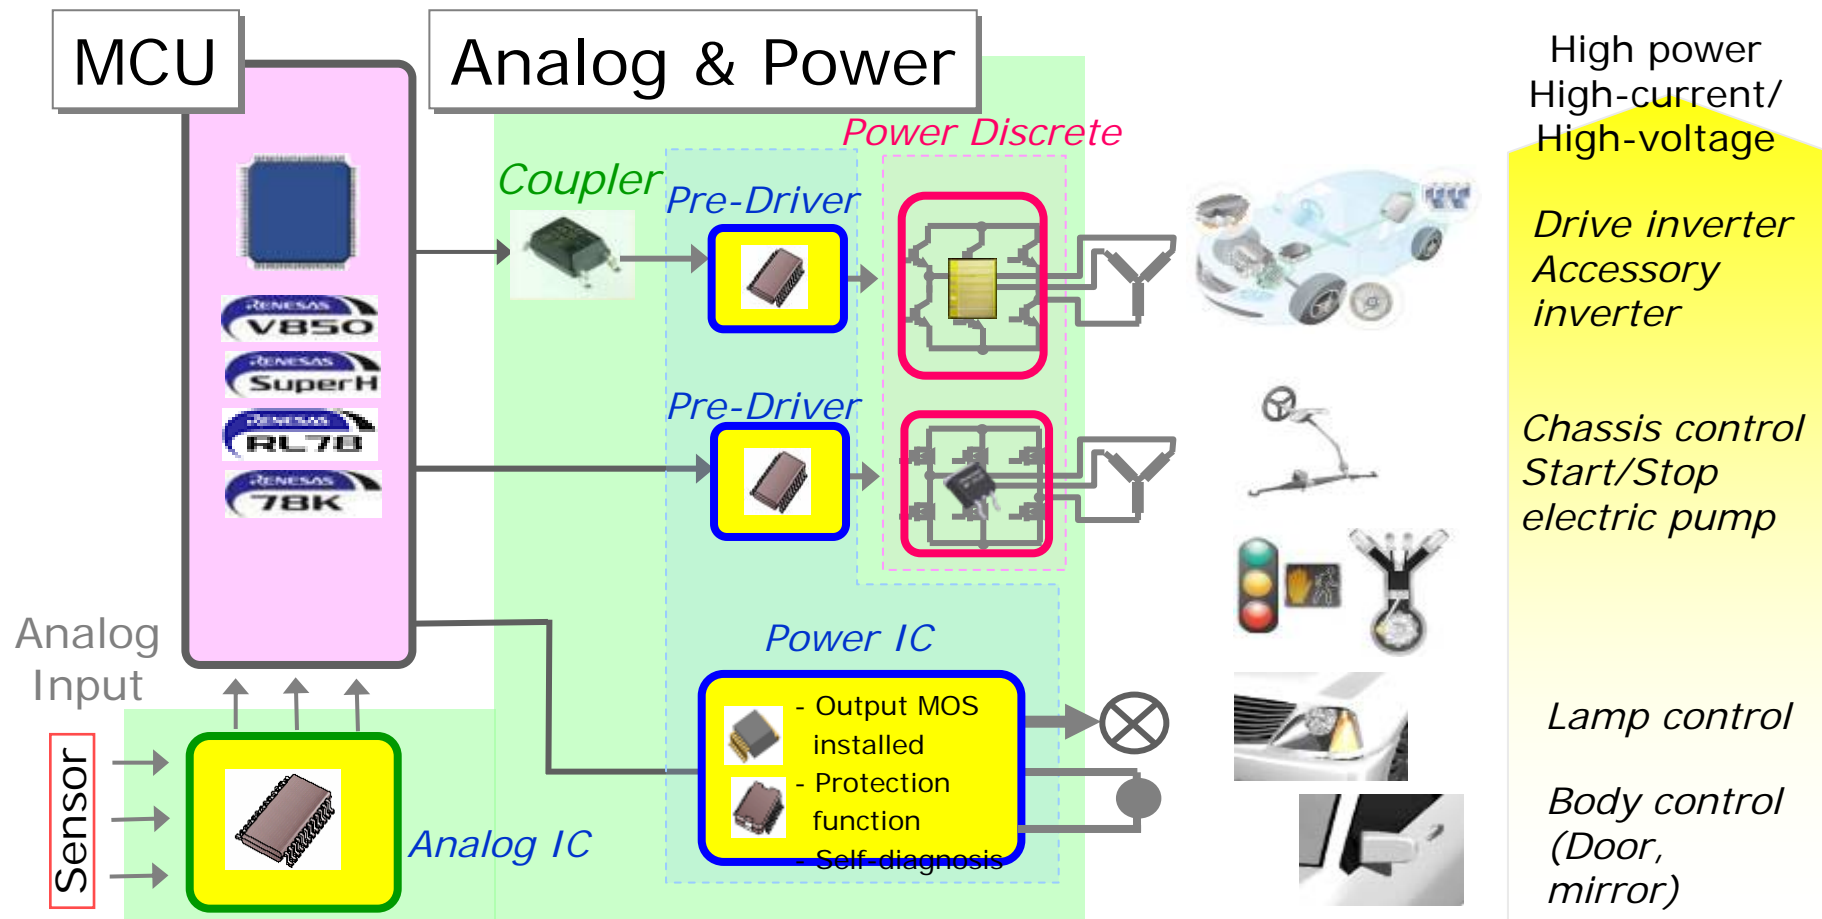 MCU
Analog & Power
High power
High-current/
High-voltage
Power Discrete
Coupler
Pre-Driver
Drive inverter
Accessory
inverter
RENESAS
V850
RENESAS
SuperH
RENESAS
RL78
RENESAS
78K
Pre-Driver
Chassis control
Start/Stop
electric pump
Analog
Input
Power IC
- Output MOS
installed
- Protection
function
- Self-diagnosis
Lamp control
Body control
(Door,
mirror)
Sensor
Analog IC